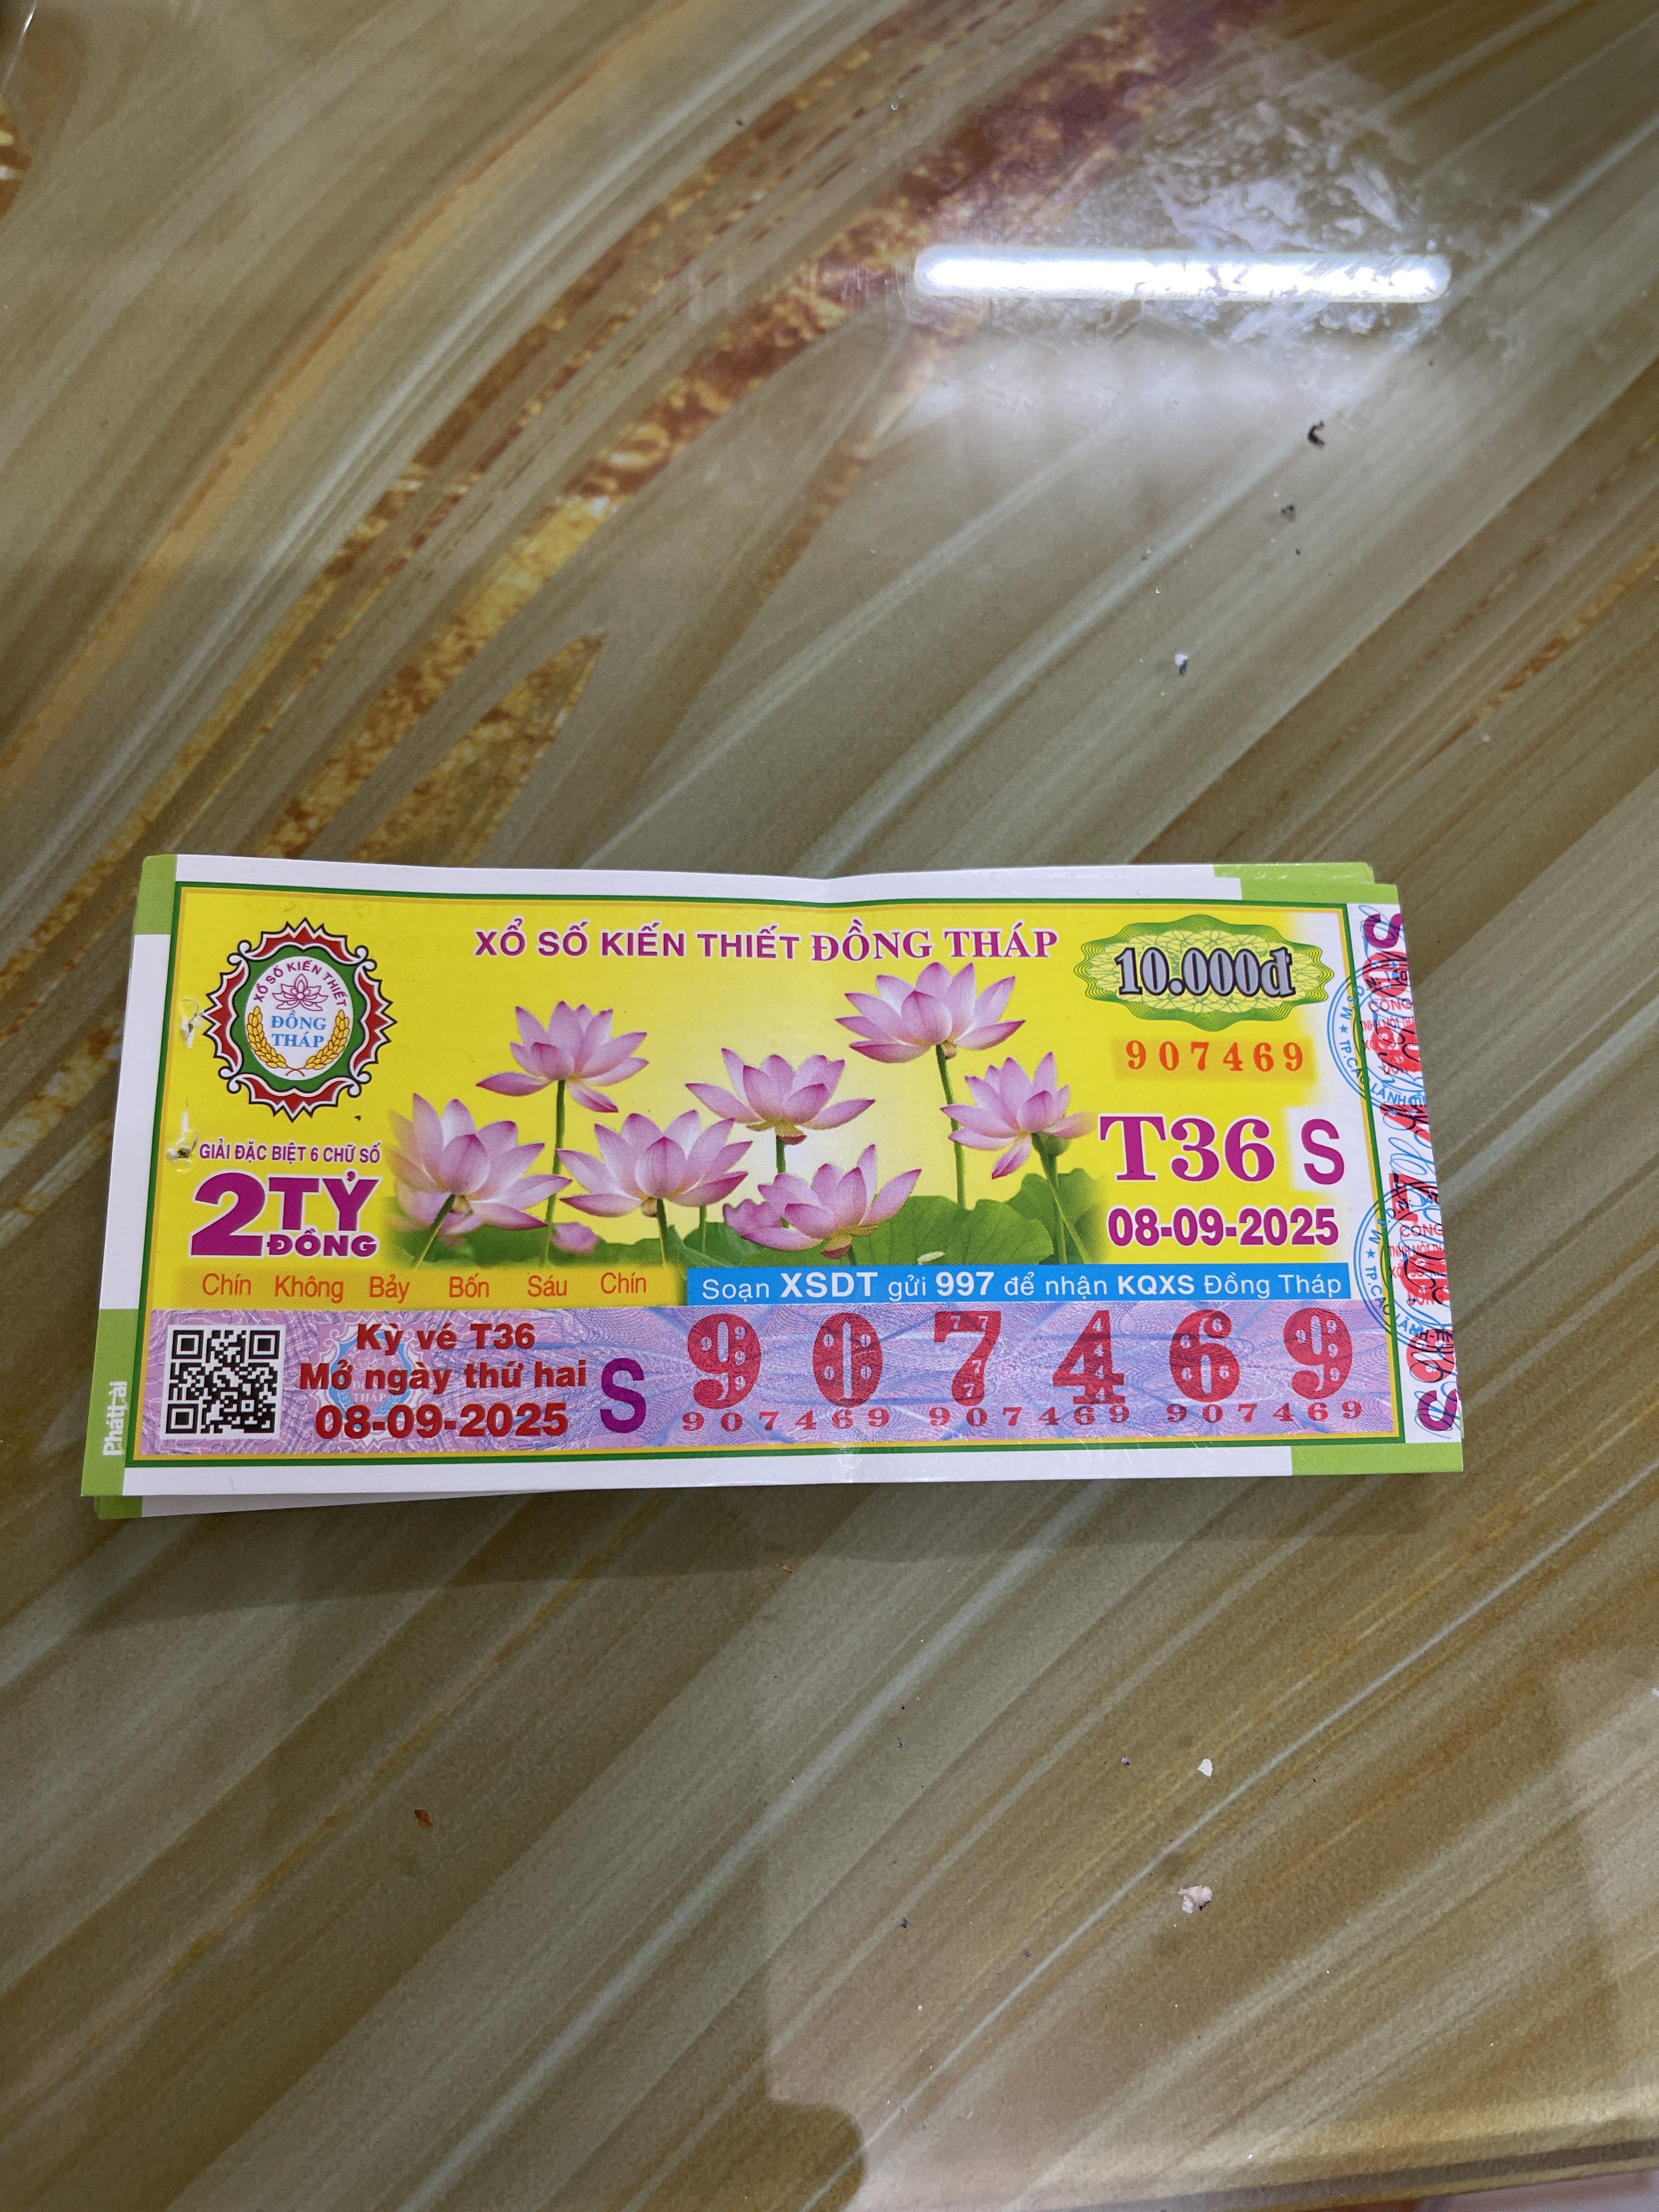 XỔ SỐ KIẾN THIẾT ĐỒNG THÁP
10.000đ
XỔ SỐ KIẾN THIẾT
ĐỒNG
THÁP
907469
GIẢI ĐẶC BIỆT 6 CHỮ SỐ
2 TỶ
ĐỒNG
T36 S
08-09-2025
Chín Không Bảy Bốn Sáu Chín
Soạn XSDT gửi 997 để nhận KQXS Đồng Tháp
Kỳ vé T36
Mở ngày thứ hai
08-09-2025
S
907469
907469 907469 907469